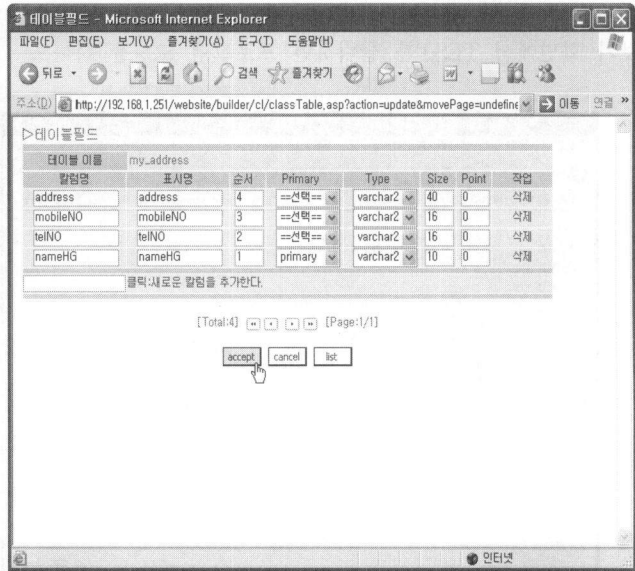 테이블필드 - Microsoft Internet Explorer
파일(F) 편집(E) 보기(V) 즐겨찾기(A) 도구(T) 도움말(H)
뒤로 검색 즐겨찾기
주소(D) http://192,168,1,251/website/builder/cl/classTable,asp?action=update&movePage=undefine 이동 연결 »
▷테이블필드
테이블 이름 my_address
칼럼명 표시명 순서 Primary Type Size Point 작업
address address 4 ==선택== varchar2 40 0 삭제
mobileNO mobileNO 3 ==선택== varchar2 16 0 삭제
telNO telNO 2 ==선택== varchar2 16 0 삭제
nameHG nameHG 1 primary varchar2 10 0 삭제
클릭:새로운 칼럼을 추가한다.
[Total:4] [Page:1/1]
accept cancel list
인터넷